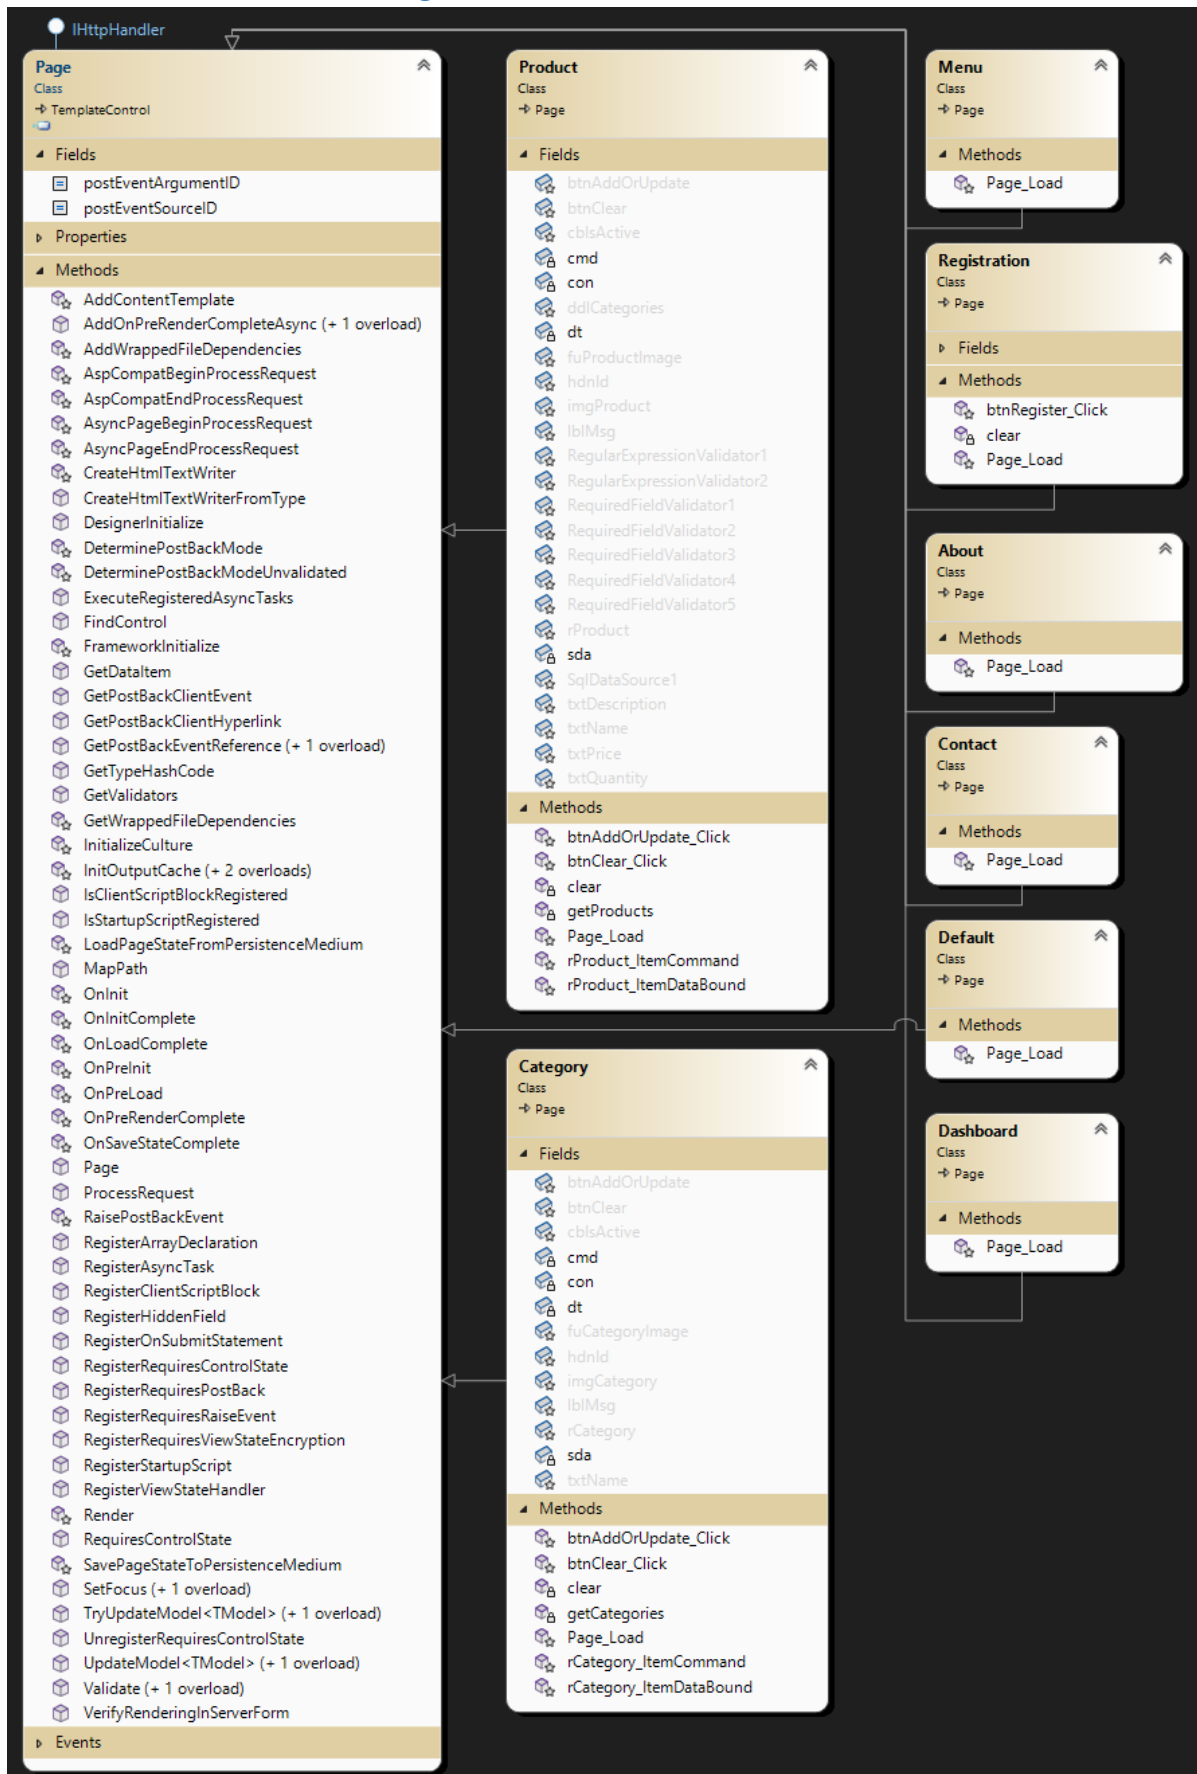 IHttpHandler
Page
Class
TemplateControl
Fields
postEventArgumentID
postEventSourceID
Properties
Methods
AddContentTemplate
AddOnPreRenderCompleteAsync (+ 1 overload)
AddWrappedFileDependencies
AspCompatBeginProcessRequest
AspCompatEndProcessRequest
AsyncPageBeginProcessRequest
AsyncPageEndProcessRequest
CreateHtmlTextWriter
CreateHtmlTextWriterFromType
DesignerInitialize
DeterminePostBackMode
DeterminePostBackModeUnvalidated
ExecuteRegisteredAsyncTasks
FindControl
FrameworkInitialize
GetDataItem
GetPostBackClientEvent
GetPostBackClientHyperlink
GetPostBackEventReference (+ 1 overload)
GetTypeHashCode
GetValidators
GetWrappedFileDependencies
InitializeCulture
InitOutputCache (+ 2 overloads)
IsClientScriptBlockRegistered
IsStartupScriptRegistered
LoadPageStateFromPersistenceMedium
MapPath
OnInit
OnInitComplete
OnLoadComplete
OnPreInit
OnPreLoad
OnPreRenderComplete
OnSaveStateComplete
Page
ProcessRequest
RaisePostBackEvent
RegisterArrayDeclaration
RegisterAsyncTask
RegisterClientScriptBlock
RegisterHiddenField
RegisterOnSubmitStatement
RegisterRequiresControlState
RegisterRequiresPostBack
RegisterRequiresRaiseEvent
RegisterRequiresViewStateEncryption
RegisterStartupScript
RegisterViewStateHandler
Render
RequiresControlState
SavePageStateToPersistenceMedium
SetFocus (+ 1 overload)
TryUpdateModel<TModel> (+ 1 overload)
UnregisterRequiresControlState
UpdateModel<TModel> (+ 1 overload)
Validate (+ 1 overload)
VerifyRenderingInServerForm
Events
Product
Class
Page
Fields
btnAddOrUpdate
btnClear
cbIsActive
cmd
con
ddlCategories
dt
fuProductImage
hdnId
imgProduct
lblMsg
RegularExpressionValidator1
RegularExpressionValidator2
RequiredFieldValidator1
RequiredFieldValidator2
RequiredFieldValidator3
RequiredFieldValidator4
RequiredFieldValidator5
rProduct
sda
SqlDataSource1
txtDescription
txtName
txtPrice
txtQuantity
Methods
btnAddOrUpdate_Click
btnClear_Click
clear
getProducts
Page_Load
rProduct_ItemCommand
rProduct_ItemDataBound
Category
Class
Page
Fields
btnAddOrUpdate
btnClear
cbIsActive
cmd
con
dt
fuCategoryImage
hdnId
imgCategory
lblMsg
rCategory
sda
txtName
Methods
btnAddOrUpdate_Click
btnClear_Click
clear
getCategories
Page_Load
rCategory_ItemCommand
rCategory_ItemDataBound
Menu
Class
Page
Methods
Page_Load
Registration
Class
Page
Fields
Methods
btnRegister_Click
clear
Page_Load
About
Class
Page
Methods
Page_Load
Contact
Class
Page
Methods
Page_Load
Default
Class
Page
Methods
Page_Load
Dashboard
Class
Page
Methods
Page_Load